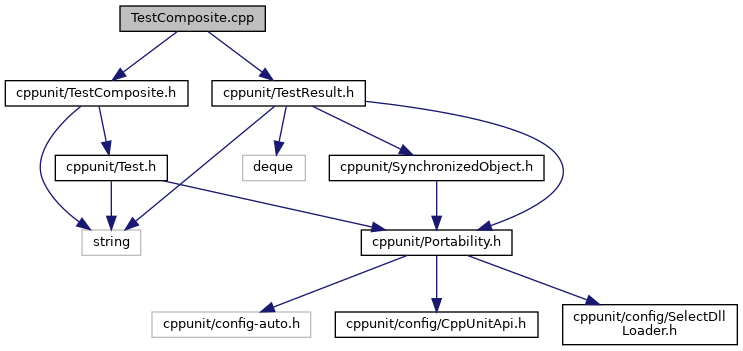 TestComposite.cpp
cppunit/TestComposite.h
cppunit/TestResult.h
cppunit/Test.h
deque
cppunit/SynchronizedObject.h
string
cppunit/Portability.h
cppunit/config-auto.h
cppunit/config/CppUnitApi.h
cppunit/config/SelectDll
Loader.h